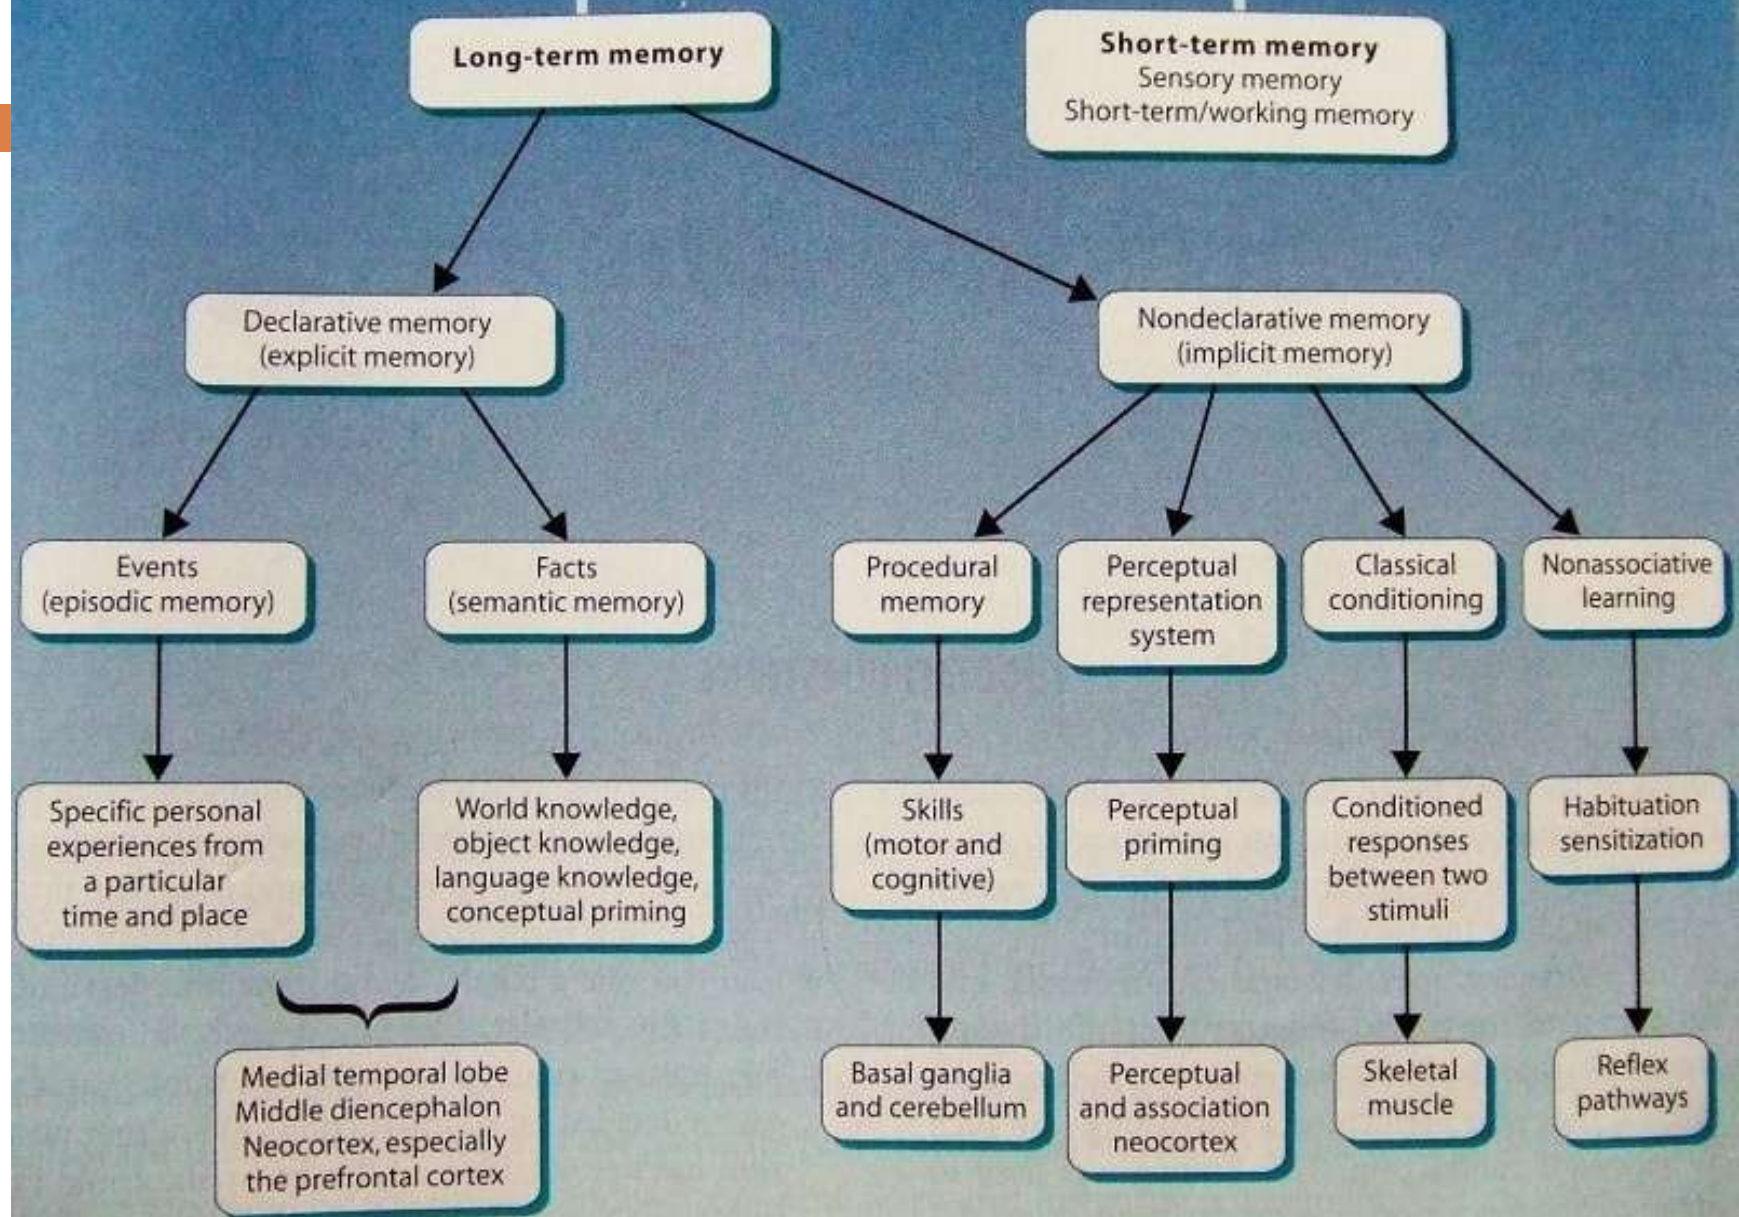 Long-term memory
Short-term memory
Sensory memory
Short-term/working memory
Declarative memory
(explicit memory)
Nondeclarative memory
(implicit memory)
Events
(episodic memory)
Facts
(semantic memory)
Procedural
memory
Perceptual
representation
system
Classical
conditioning
Nonassociative
learning
Specific personal
experiences from
a particular
time and place
World knowledge,
object knowledge,
language knowledge,
conceptual priming
Skills
(motor and
cognitive)
Perceptual
priming
Conditioned
responses
between two
stimuli
Habituation
sensitization
Medial temporal lobe
Middle diencephalon
Neocortex, especially
the prefrontal cortex
Basal ganglia
and cerebellum
Perceptual
and association
neocortex
Skeletal
muscle
Reflex
pathways